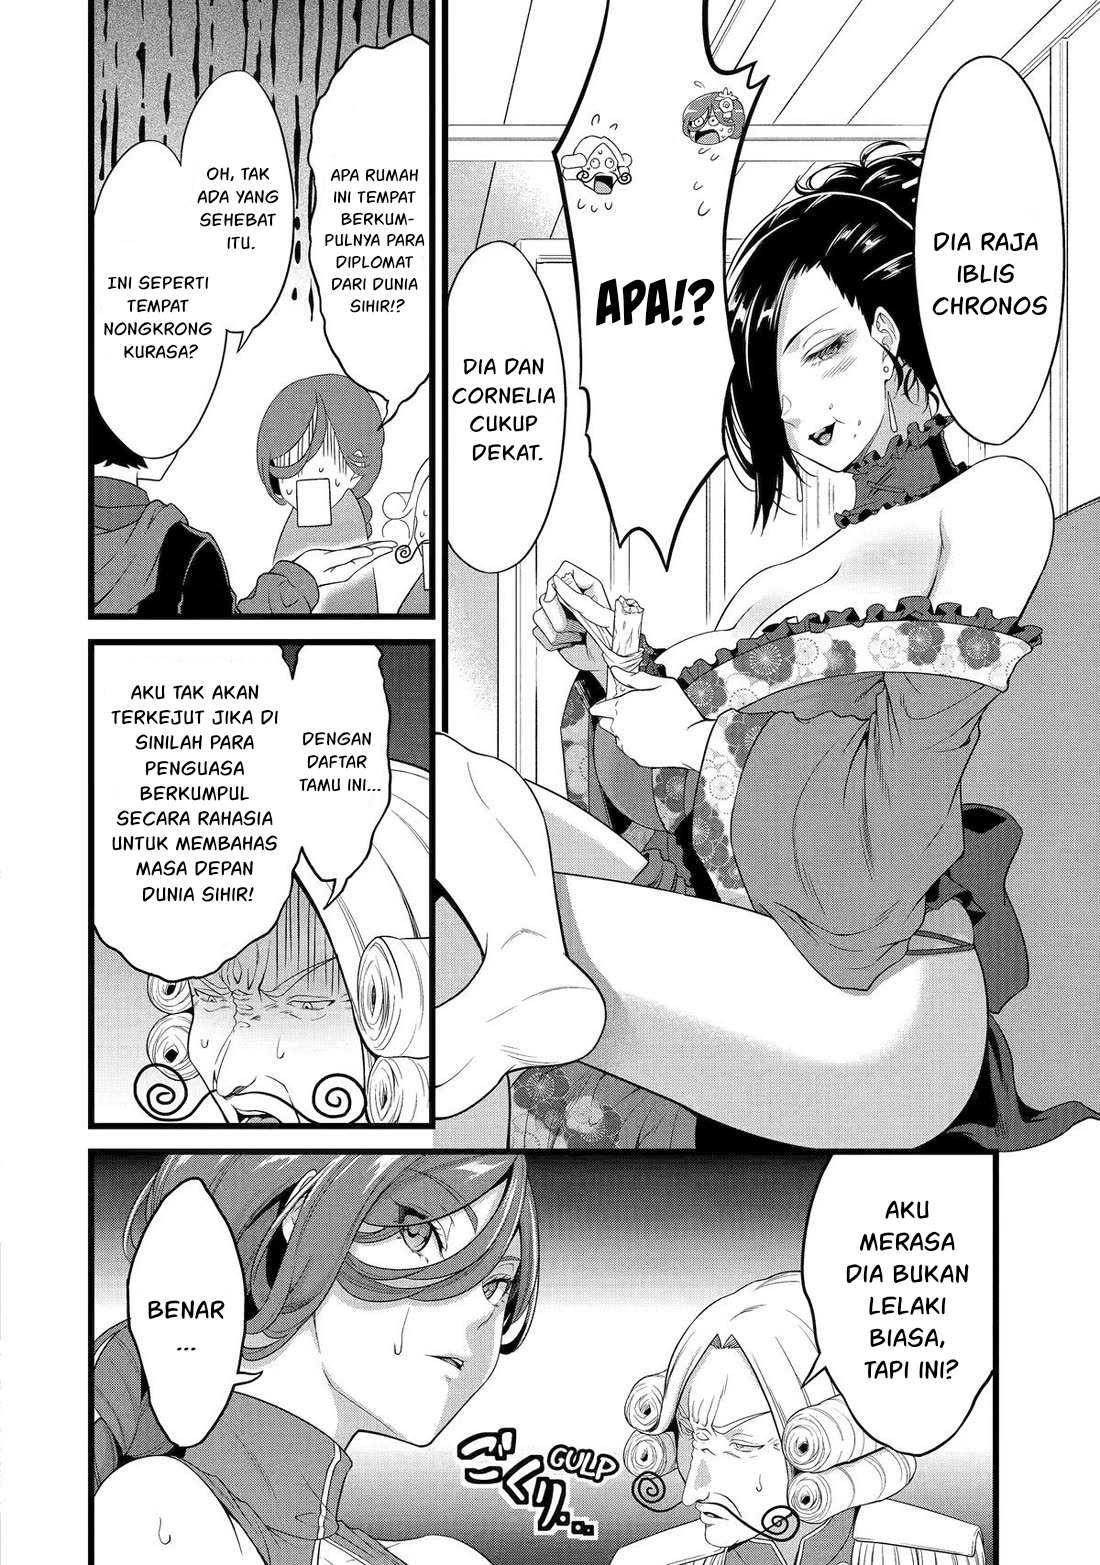 DIA RAJA
IBLIS
CHRONOS
APA!?
DIA DAN
CORNELIA
CUKUP
DEKAT.
APA RUMAH
INI TEMPAT
BERKUM-
PULNYA PARA
DIPLOMAT
DARI DUNIA
SIHIR!?
OH, TAK
ADA YANG
SEHEBAT
ITU.
INI SEPERTI
TEMPAT
NONGKRONG
KURASA?
DENGAN
DAFTAR
TAMU INI...
AKU TAK AKAN
TERKEJUT JIKA DI
SINILAH PARA
PENGUASA
BERKUMPUL
SECARA RAHASIA
UNTUK MEMBAHAS
MASA DEPAN
DUNIA SIHIR!
AKU
MERASA
DIA BUKAN
LELAKI
BIASA,
TAPI INI?
BENAR
...
GULP
ごくり...